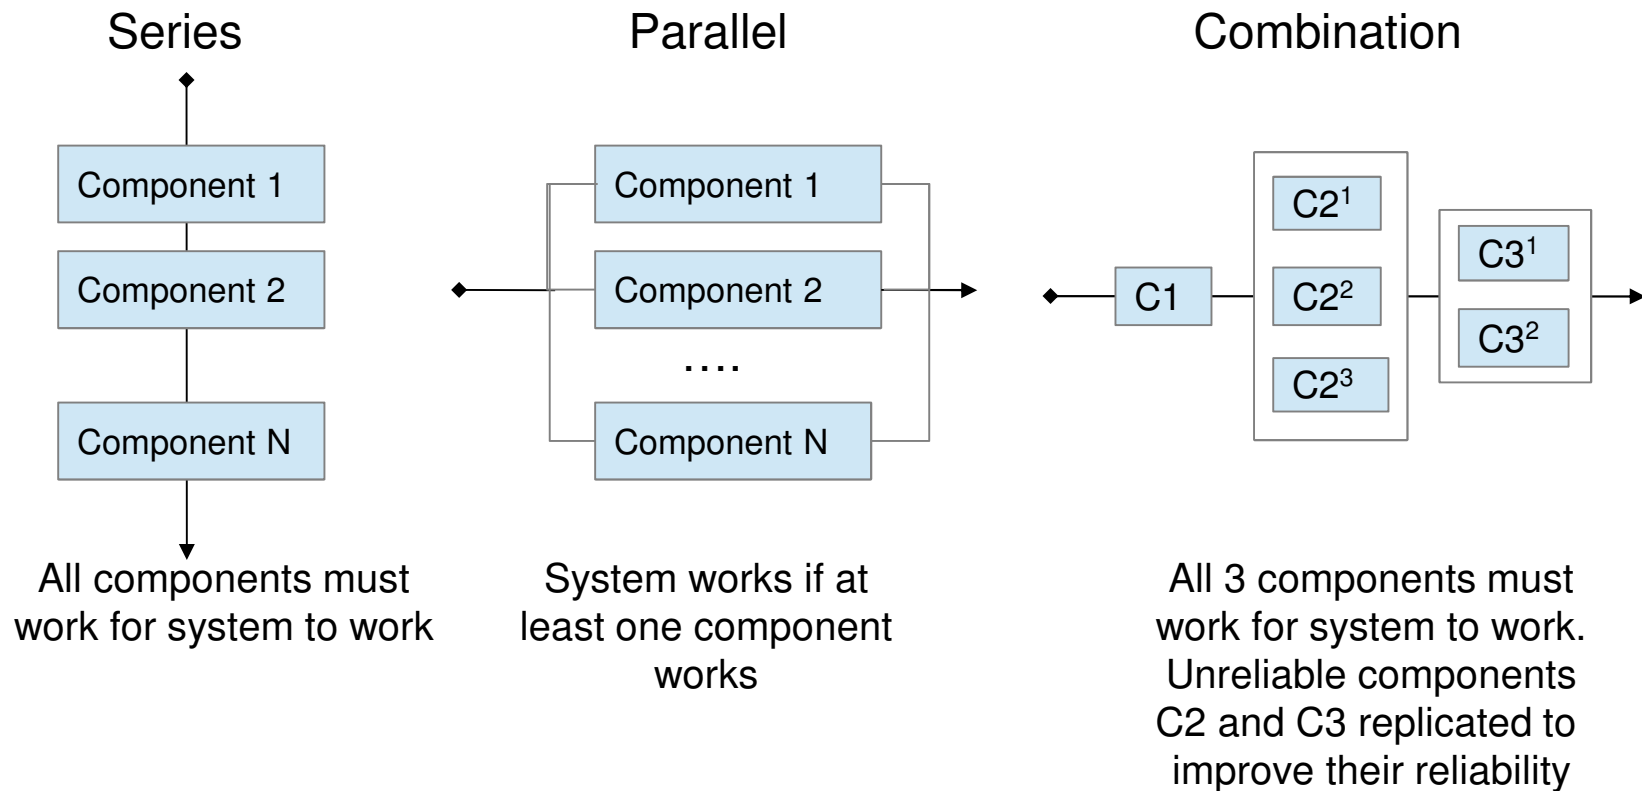 Series
Component 1
Component 2
Component N
All components must
work for system to work
Parallel
Component 1
Component 2
....
Component N
System works if at
least one component
works
Combination
C1
C2¹
C2²
C2³
C3¹
C3²
All 3 components must
work for system to work.
Unreliable components
C2 and C3 replicated to
improve their reliability